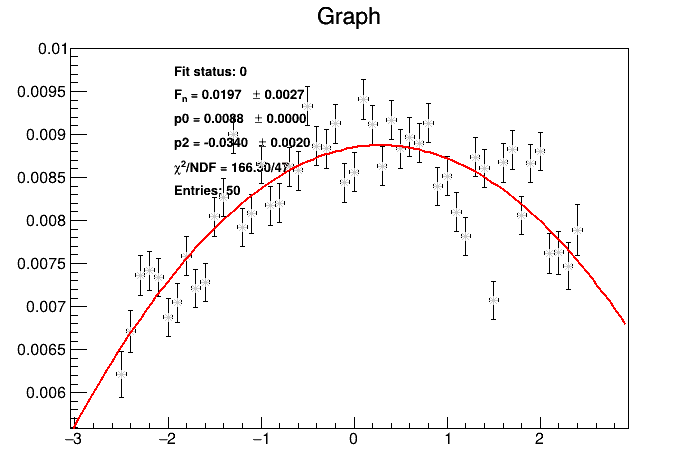 Graph
0.01
Fit status: 0
0.0095
Fn = 0.0197 ± 0.0027
0.009
p0 = 0.0088 ± 0.0000
p2 = -0.0340 ± 0.0020
0.0085
χ²/NDF = 166.30/47
Entries: 50
0.008
0.0075
0.007
0.0065
0.006
−3 −2 −1 0 1 2